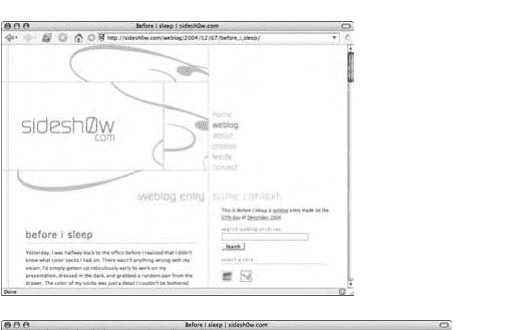 Before i sleep | sidesh0w.com
http://sidesh0w.com/weblog/2004/12/07/before_i_sleep/
home
weblog
about
photos
feeds
contact
sidesh0w
.com
weblog entry some context
This is Before i sleep a weblog entry made on the
07th day of December 2004
search weblog archives
Search
select a skin:
before i sleep
Yesterday, I was halfway back to the office before I realized that I didn't
know what color socks I had on. There wasn't anything wrong with my
vision; I'd simply gotten up ridiculously early to work on my
presentation, dressed in the dark, and grabbed a random pair from the
drawer. The color of my socks was just a detail I couldn't be bothered
Done
Before i sleep | sidesh0w.com